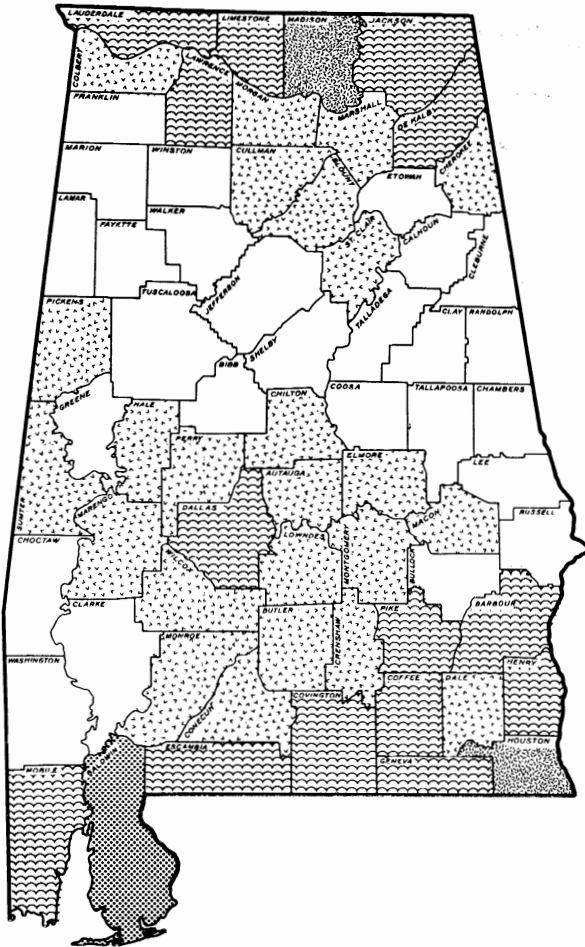 LAUDERDALE
LIMESTONE
MADISON
JACKSON
COLBERT
LAWRENCE
MORGAN
FRANKLIN
MARSHALL
DE KALB
MARION
WINSTON
CULLMAN
BLOUNT
ETOWAH
CHEROKEE
LAMAR
FAYETTE
WALKER
ST. CLAIR
CALHOUN
CLEBURNE
PICKENS
TUSCALOOSA
JEFFERSON
TALLADEGA
CLAY
RANDOLPH
SHELBY
BIBB
GREENE
HALE
CHILTON
COOSA
TALLAPOOSA
CHAMBERS
PERRY
SUMTER
AUTAUGA
ELMORE
LEE
MARENGO
DALLAS
MACON
RUSSELL
CHOCTAW
LOWNDES
MONTGOMERY
BULLOCK
WILCOX
CLARKE
BUTLER
CRENSHAW
PIKE
BARBOUR
MONROE
WASHINGTON
CONECUH
COVINGTON
COFFEE
DALE
HENRY
ESCAMBIA
GENEVA
HOUSTON
MOBILE